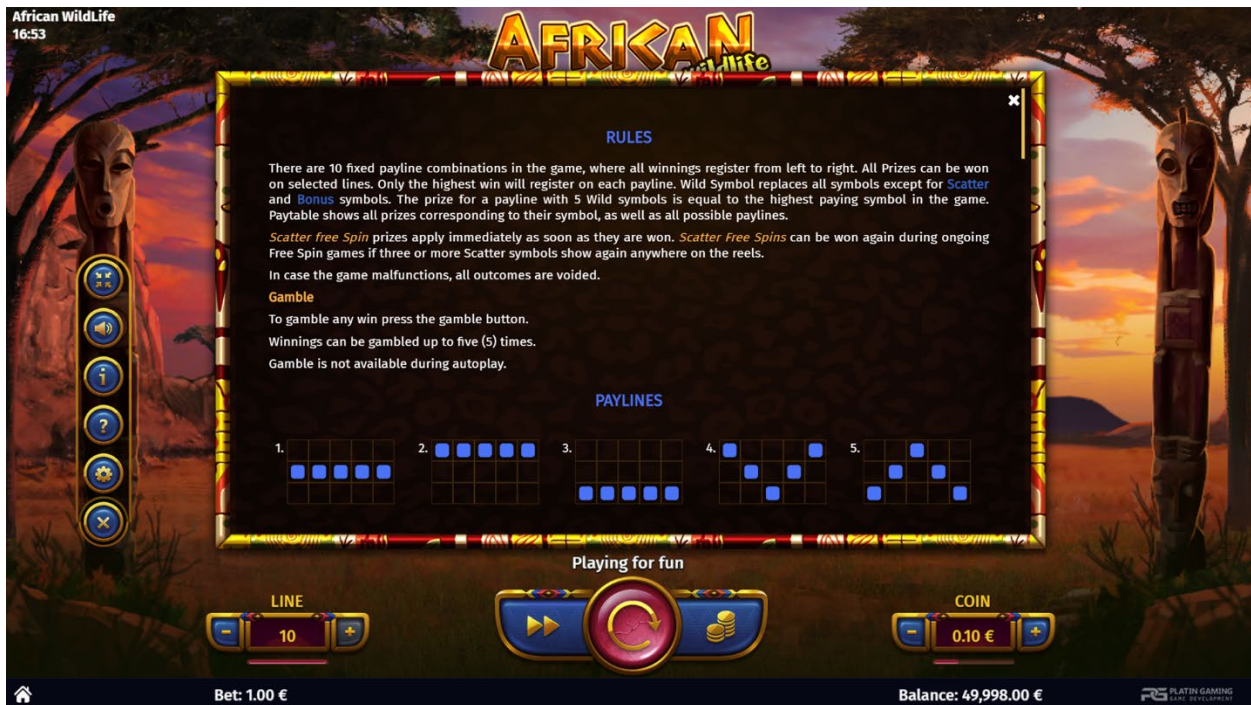 African WildLife
16:53
AFRICAN
wildlife
RULES
There are 10 fixed payline combinations in the game, where all winnings register from left to right. All Prizes can be won
on selected lines. Only the highest win will register on each payline. Wild Symbol replaces all symbols except for Scatter
and Bonus symbols. The prize for a payline with 5 Wild symbols is equal to the highest paying symbol in the game.
Paytable shows all prizes corresponding to their symbol, as well as all possible paylines.
Scatter free Spin prizes apply immediately as soon as they are won. Scatter Free Spins can be won again during ongoing
Free Spin games if three or more Scatter symbols show again anywhere on the reels.
In case the game malfunctions, all outcomes are voided.
Gamble
To gamble any win press the gamble button.
Winnings can be gambled up to five (5) times.
Gamble is not available during autoplay.
PAYLINES
1. 2. 3. 4. 5.
Playing for fun
LINE
- 10 +
COIN
- 0.10 € +
Bet: 1.00 €
Balance: 49,998.00 €
PG PLATIN GAMING
GAME DEVELOPMENT